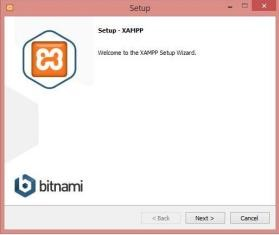 Setup
Setup - XAMPP
Welcome to the XAMPP Setup Wizard.
bitnami
< Back
Next >
Cancel